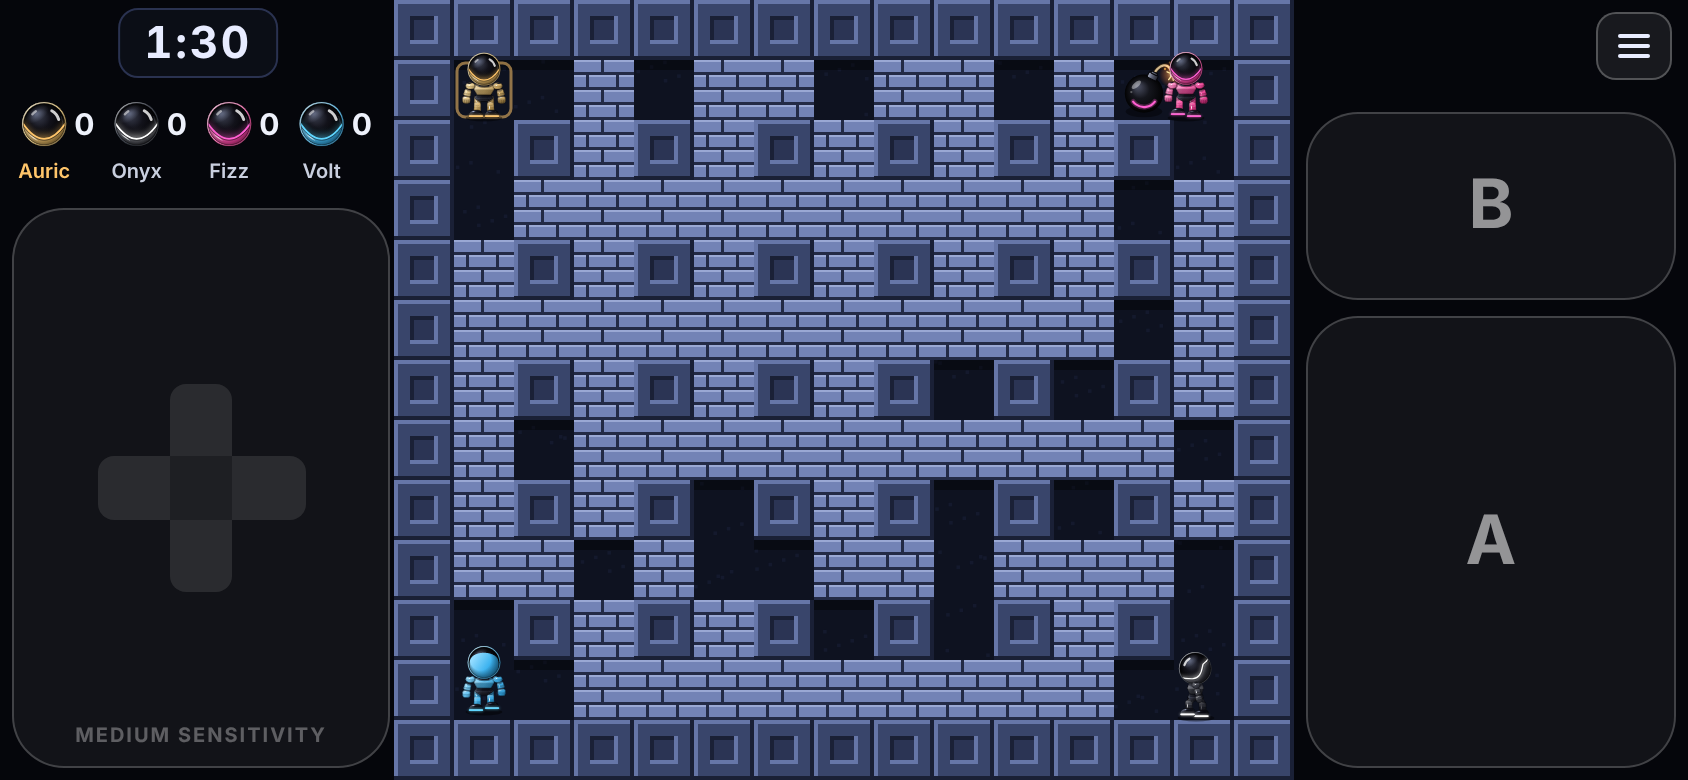 1:30
0 0 0 0
Auric Onyx Fizz Volt
B
A
MEDIUM SENSITIVITY